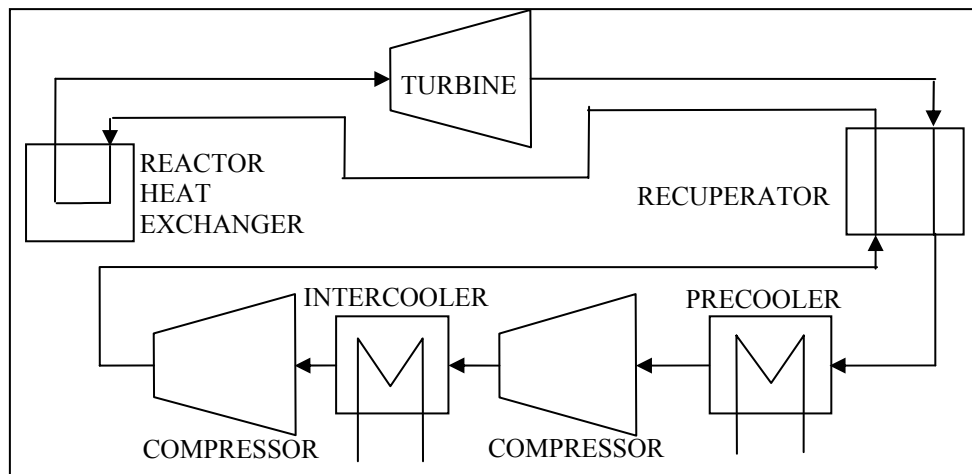 TURBINE
REACTOR
HEAT
EXCHANGER
RECUPERATOR
INTERCOOLER
PRECOOLER
COMPRESSOR
COMPRESSOR